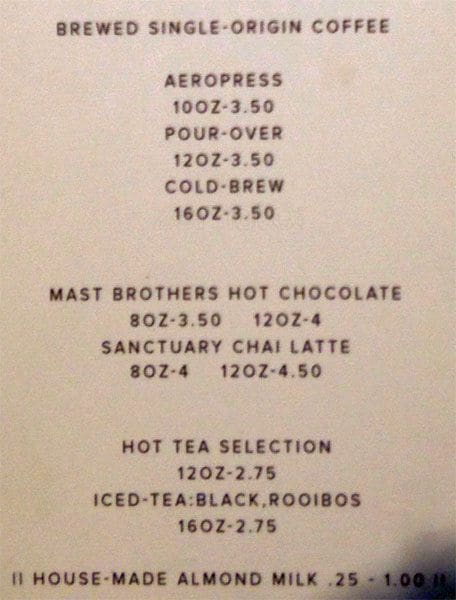 BREWED SINGLE-ORIGIN COFFEE
AEROPRESS
10OZ-3.50
POUR-OVER
12OZ-3.50
COLD-BREW
16OZ-3.50
MAST BROTHERS HOT CHOCOLATE
8OZ-3.50 12OZ-4
SANCTUARY CHAI LATTE
8OZ-4 12OZ-4.50
HOT TEA SELECTION
12OZ-2.75
ICED-TEA:BLACK,ROOIBOS
16OZ-2.75
|| HOUSE-MADE ALMOND MILK .25 - 1.00 ||